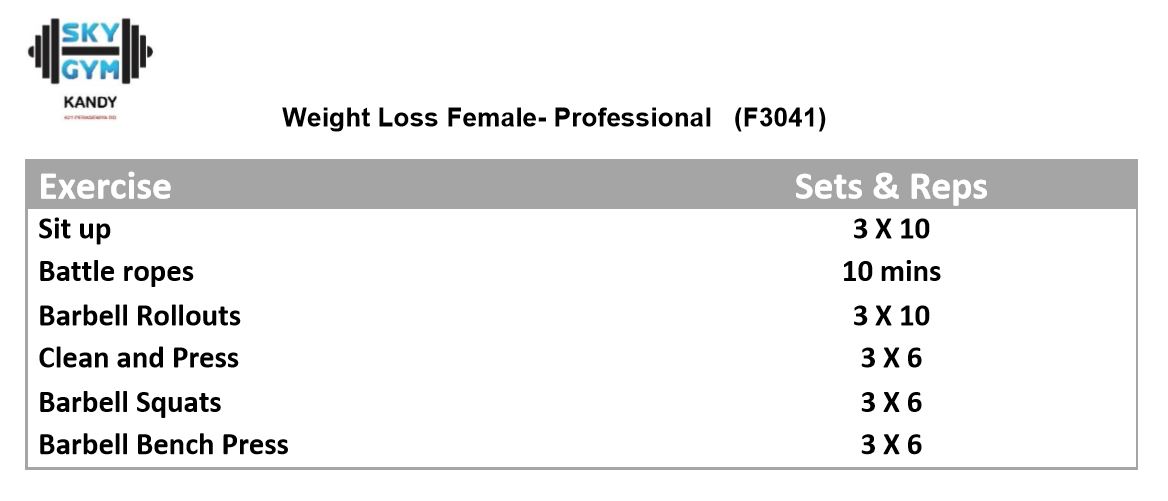 SKY
GYM
KANDY
Weight Loss Female- Professional (F3041)
Exercise Sets & Reps
Sit up 3 X 10
Battle ropes 10 mins
Barbell Rollouts 3 X 10
Clean and Press 3 X 6
Barbell Squats 3 X 6
Barbell Bench Press 3 X 6